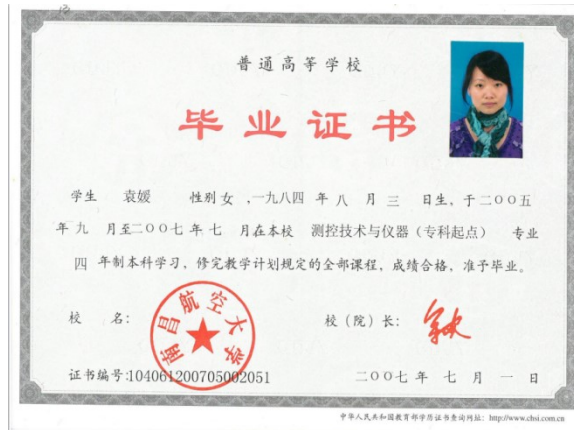 普通高等学校
毕业证书
学生 袁媛 性别 女 ,一九八四 年 八 月 三 日生, 于二〇〇五
年 九 月至二〇〇七 年 七 月在本校 测控技术与仪器（专科起点） 专业
四 年制本科学习, 修完教学计划规定的全部课程, 成绩合格, 准予毕业。
校 名: 南昌航空大学 校（院）长:
证书编号:104061200705002051 二〇〇七 年 七 月 一 日
中华人民共和国教育部学历证书查询网址: http://www.chsi.com.cn